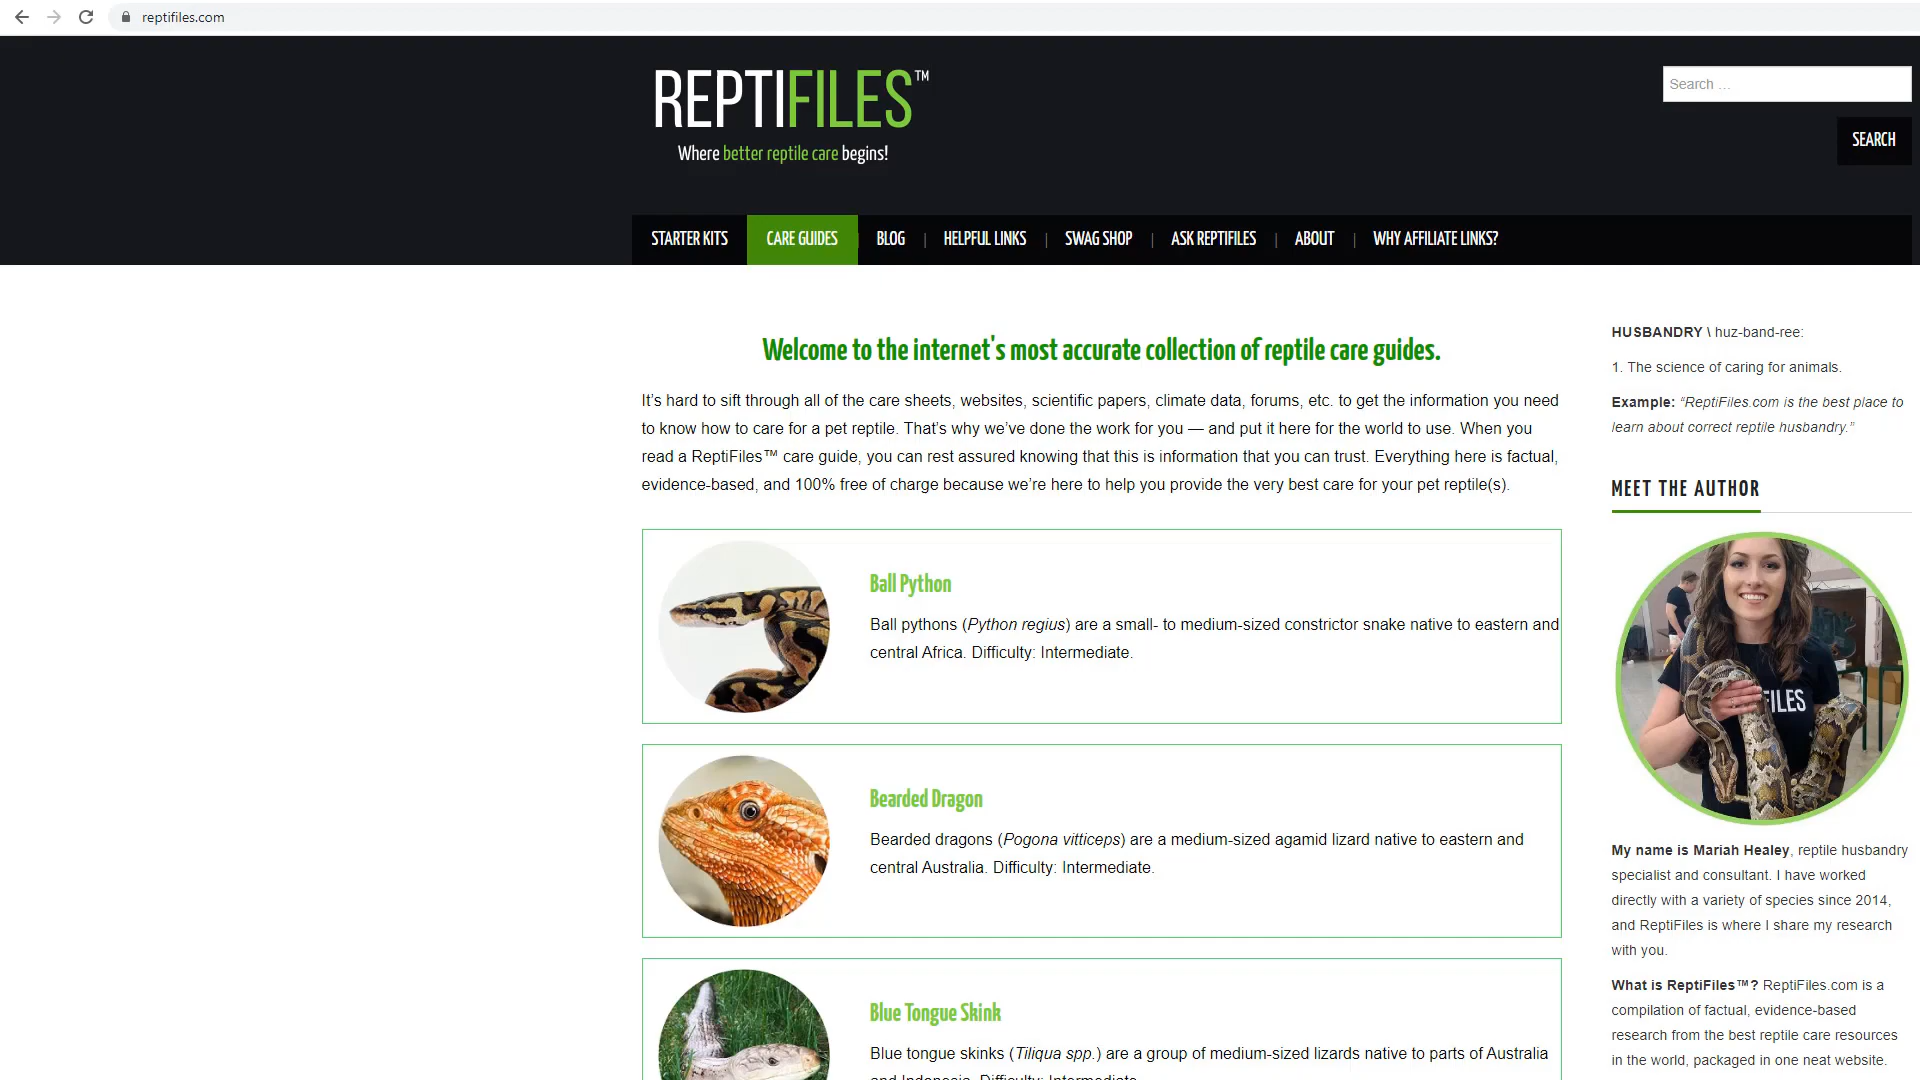 reptifiles.com
REPTIFILES™
Where better reptile care begins!
Search …
SEARCH
STARTER KITS
CARE GUIDES
BLOG
HELPFUL LINKS
SWAG SHOP
ASK REPTIFILES
ABOUT
WHY AFFILIATE LINKS?
Welcome to the internet's most accurate collection of reptile care guides.
It’s hard to sift through all of the care sheets, websites, scientific papers, climate data, forums, etc. to get the information you need
to know how to care for a pet reptile. That’s why we’ve done the work for you — and put it here for the world to use. When you
read a ReptiFiles™ care guide, you can rest assured knowing that this is information that you can trust. Everything here is factual,
evidence-based, and 100% free of charge because we’re here to help you provide the very best care for your pet reptile(s).
Ball Python
Ball pythons (Python regius) are a small- to medium-sized constrictor snake native to eastern and
central Africa. Difficulty: Intermediate.
Bearded Dragon
Bearded dragons (Pogona vitticeps) are a medium-sized agamid lizard native to eastern and
central Australia. Difficulty: Intermediate.
Blue Tongue Skink
Blue tongue skinks (Tiliqua spp.) are a group of medium-sized lizards native to parts of Australia
and Indonesia. Difficulty: Intermediate.
HUSBANDRY \ huz-band-ree:
1. The science of caring for animals.
Example: “ReptiFiles.com is the best place to
learn about correct reptile husbandry.”
MEET THE AUTHOR
FILES
My name is Mariah Healey, reptile husbandry
specialist and consultant. I have worked
directly with a variety of species since 2014,
and ReptiFiles is where I share my research
with you.
What is ReptiFiles™? ReptiFiles.com is a
compilation of factual, evidence-based
research from the best reptile care resources
in the world, packaged in one neat website.